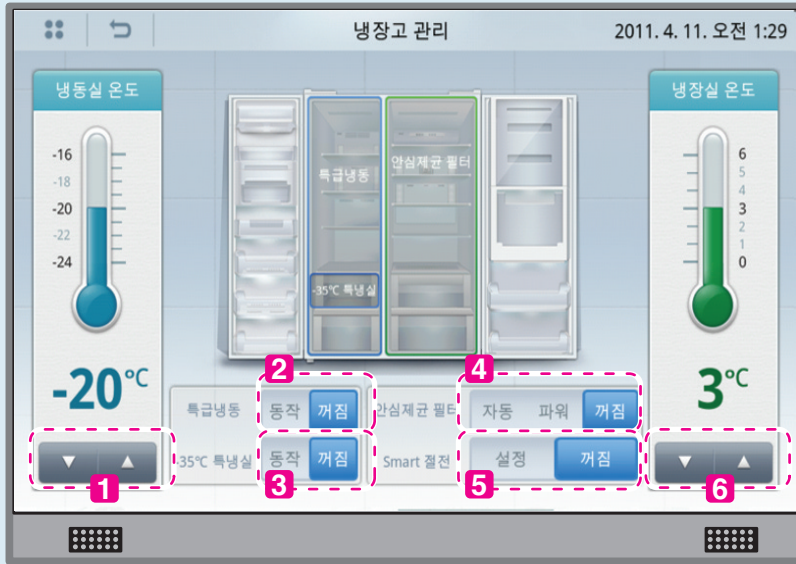 냉장고 관리
2011. 4. 11. 오전 1:29
냉동실 온도
-16
-18
-20
-22
-24
-20°C
1
특급냉동
안심제균 필터
-35°C 특냉실
냉장실 온도
6
5
4
3
2
1
0
3°C
6
2
특급냉동 동작 꺼짐
4
안심제균 필터 자동 파워 꺼짐
-35°C 특냉실 동작 꺼짐
3
Smart 절전 설정 꺼짐
5